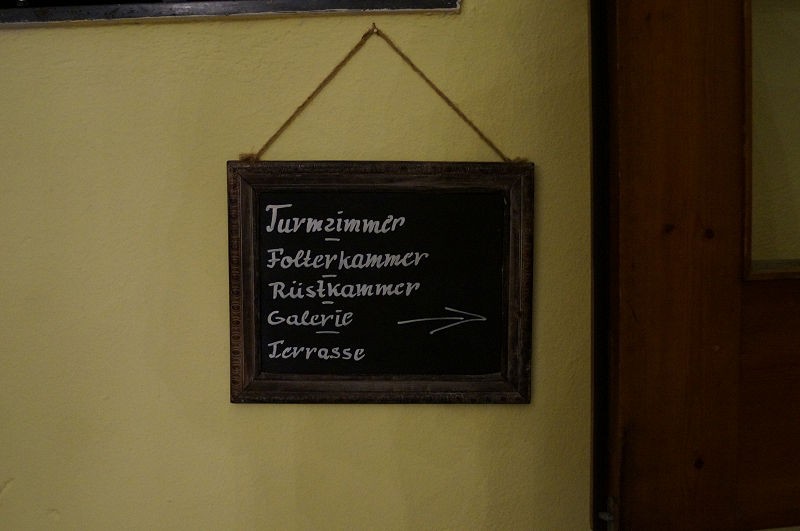 Turmzimmer
Folterkammer
Rüstkammer
Galerie
Terrasse